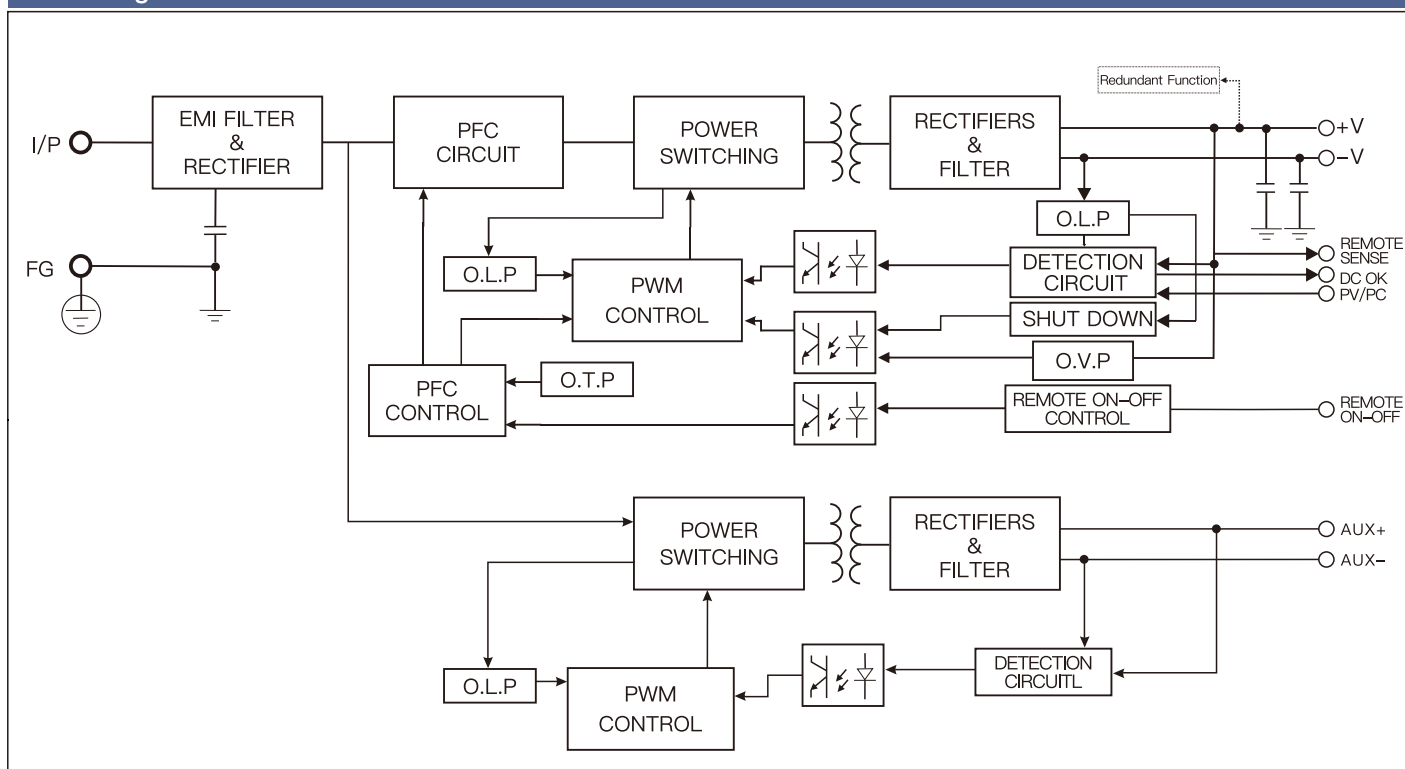 Redundant Function
I/P
EMI FILTER
&
RECTIFIER
PFC
CIRCUIT
POWER
SWITCHING
RECTIFIERS
&
FILTER
+V
−V
O.L.P
FG
O.L.P
PWM
CONTROL
DETECTION
CIRCUIT
REMOTE
SENSE
DC OK
PV/PC
SHUT DOWN
O.V.P
PFC
CONTROL
O.T.P
REMOTE ON−OFF
CONTROL
REMOTE
ON−OFF
POWER
SWITCHING
RECTIFIERS
&
FILTER
AUX+
AUX−
O.L.P
PWM
CONTROL
DETECTION
CIRCUITL